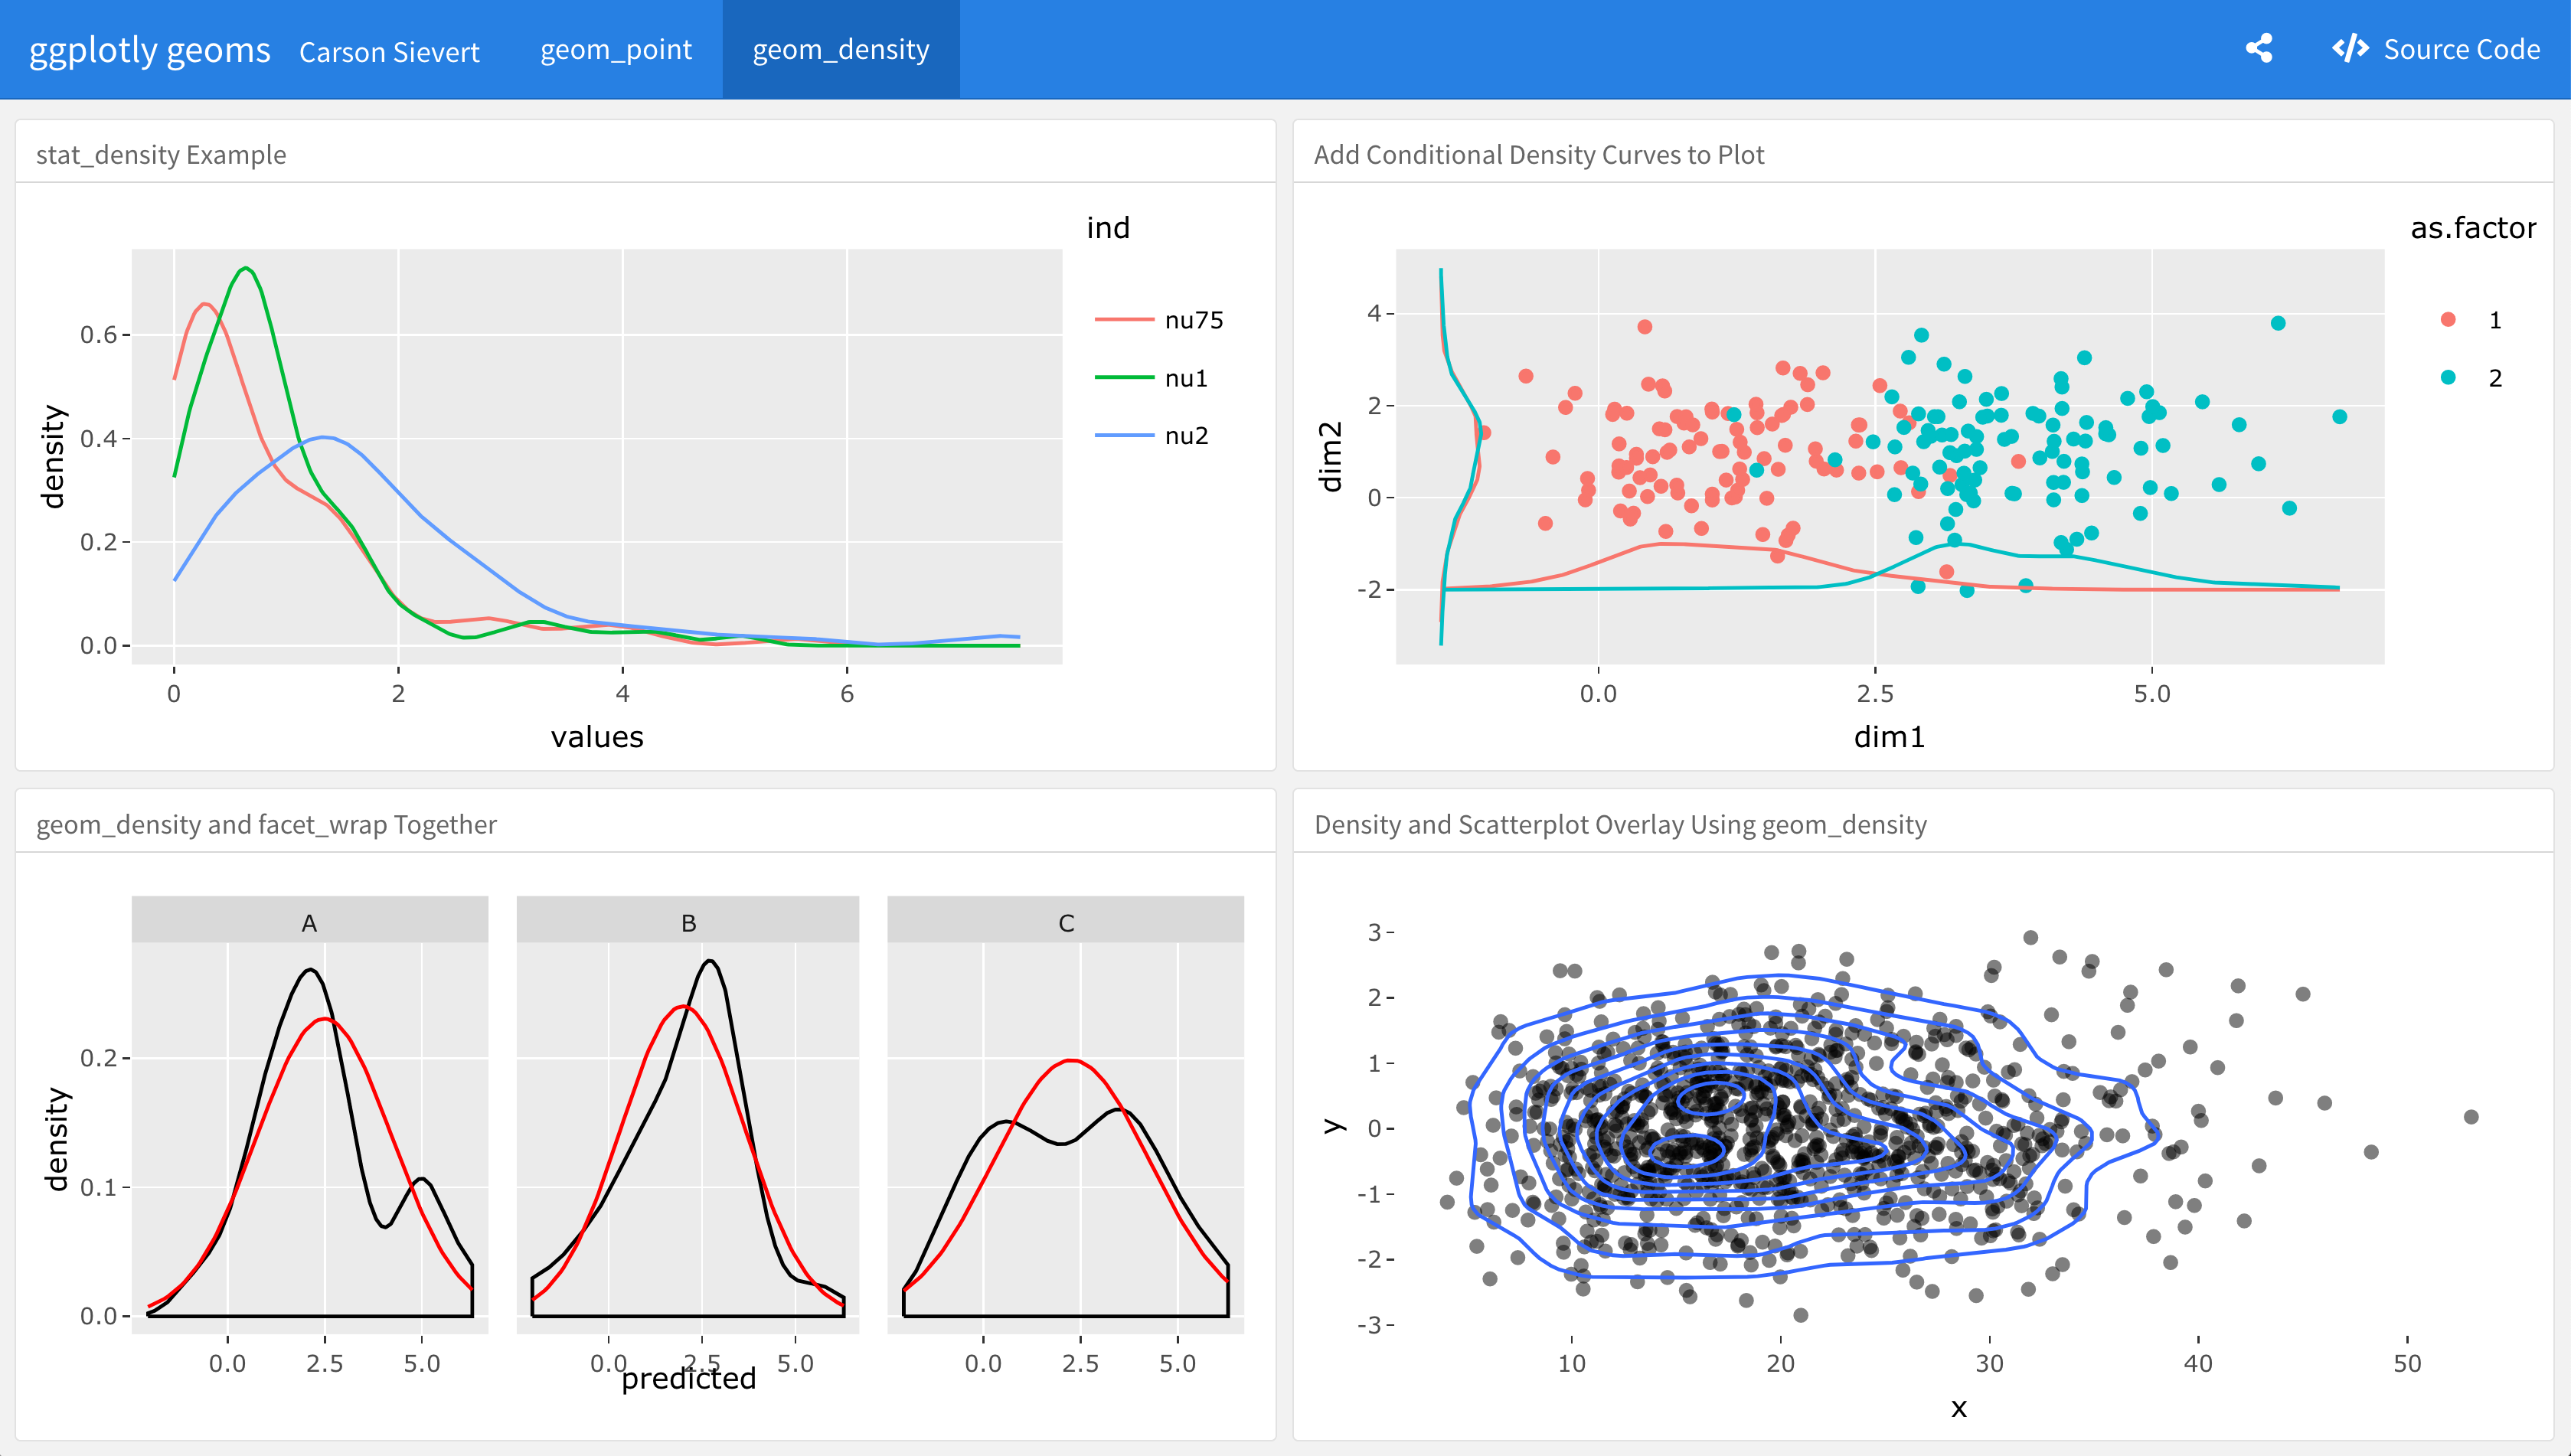 ggplotly geoms Carson Sievert geom_point geom_density Source Code
stat_density Example
ind
nu75
nu1
nu2
density
0.6
0.4
0.2
0.0
0 2 4 6
values
Add Conditional Density Curves to Plot
as.factor
1
2
dim2
4
2
0
-2
0.0 2.5 5.0
dim1
geom_density and facet_wrap Together
A B C
density
0.2
0.1
0.0
0.0 2.5 5.0 0.0 2.5 5.0 0.0 2.5 5.0
predicted
Density and Scatterplot Overlay Using geom_density
y
3
2
1
0
-1
-2
-3
10 20 30 40 50
x